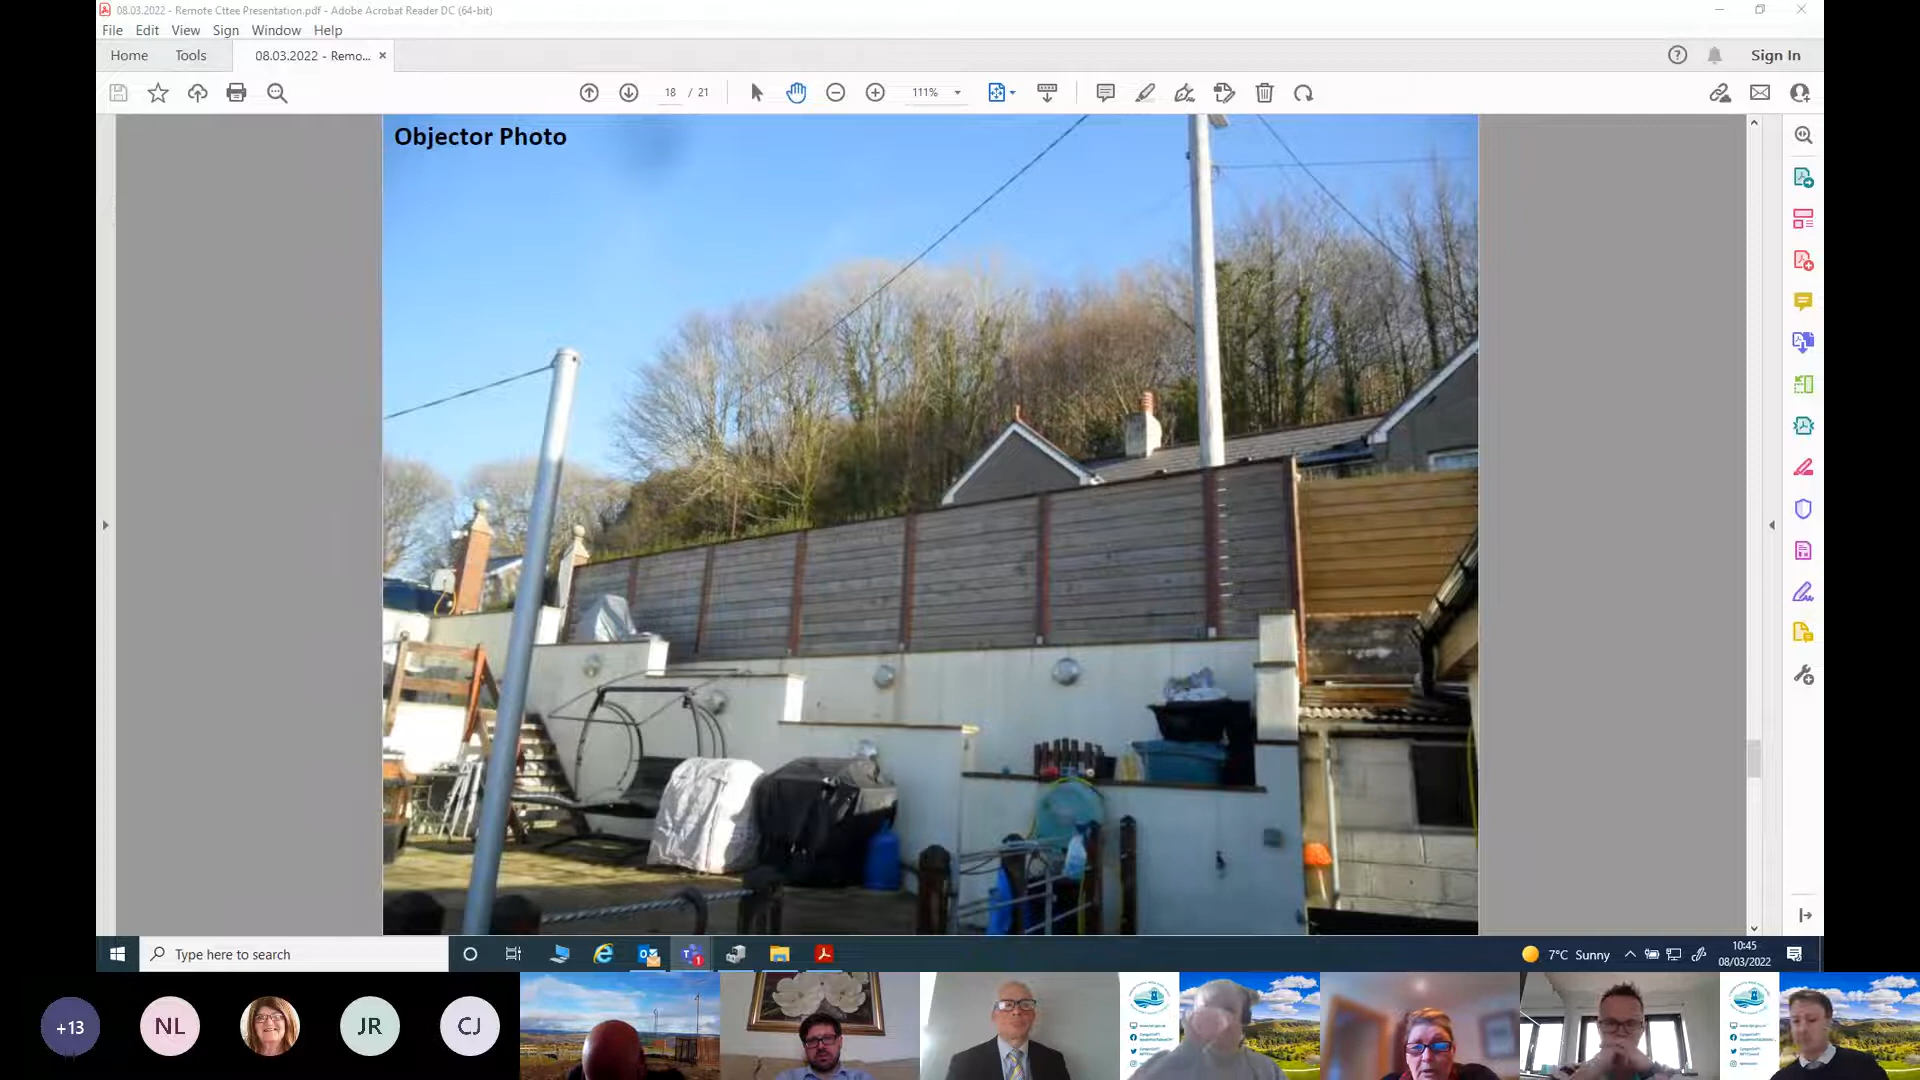 08.03.2022 - Remote Cttee Presentation.pdf - Adobe Acrobat Reader DC (64-bit)
File Edit View Sign Window Help
Home Tools 08.03.2022 - Remo... Sign In
18 / 21 111%
Objector Photo
Type here to search
7°C Sunny
10:45
08/03/2022
+13 NL JR CJ